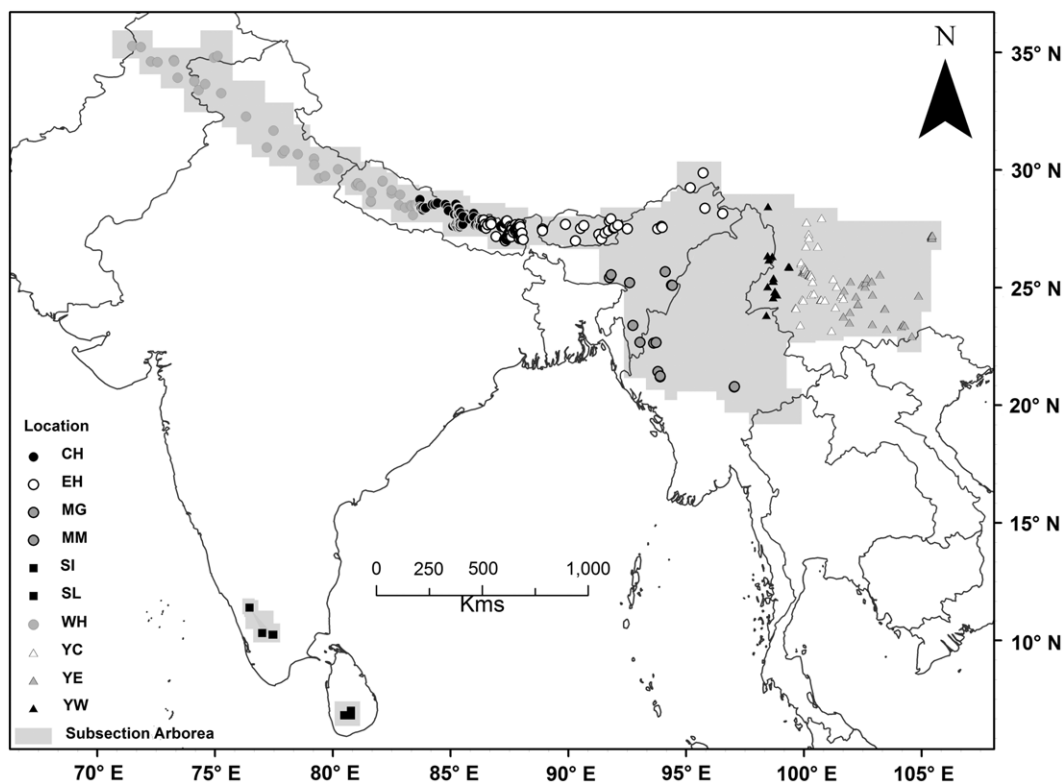 N
35° N
30° N
25° N
20° N
15° N
10° N
Location
CH
EH
MG
MM
SI
SL
WH
YC
YE
YW
Subsection Arborea
0 250 500 1,000
Kms
70° E 75° E 80° E 85° E 90° E 95° E 100° E 105° E